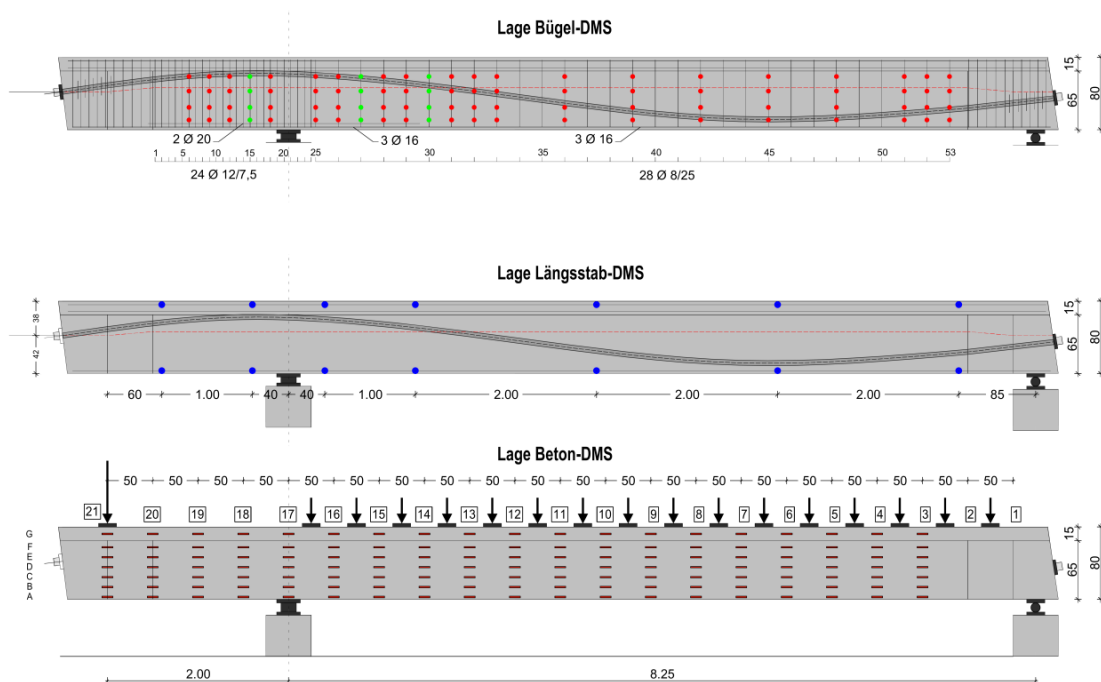 Lage Bügel-DMS
15
65
80
2 Ø 20
3 Ø 16
3 Ø 16
1 5 10 15 20 25 30 35 40 45 50 53
24 Ø 12/7,5
28 Ø 8/25
Lage Längsstab-DMS
38
42
15
65
80
60 1.00 40 40 1.00 2.00 2.00 2.00 85
Lage Beton-DMS
50 50 50 50 50 50 50 50 50 50 50 50 50 50 50 50 50 50 50 50
21 20 19 18 17 16 15 14 13 12 11 10 9 8 7 6 5 4 3 2 1
G
F
E
D
C
B
A
15
65
80
2.00
8.25